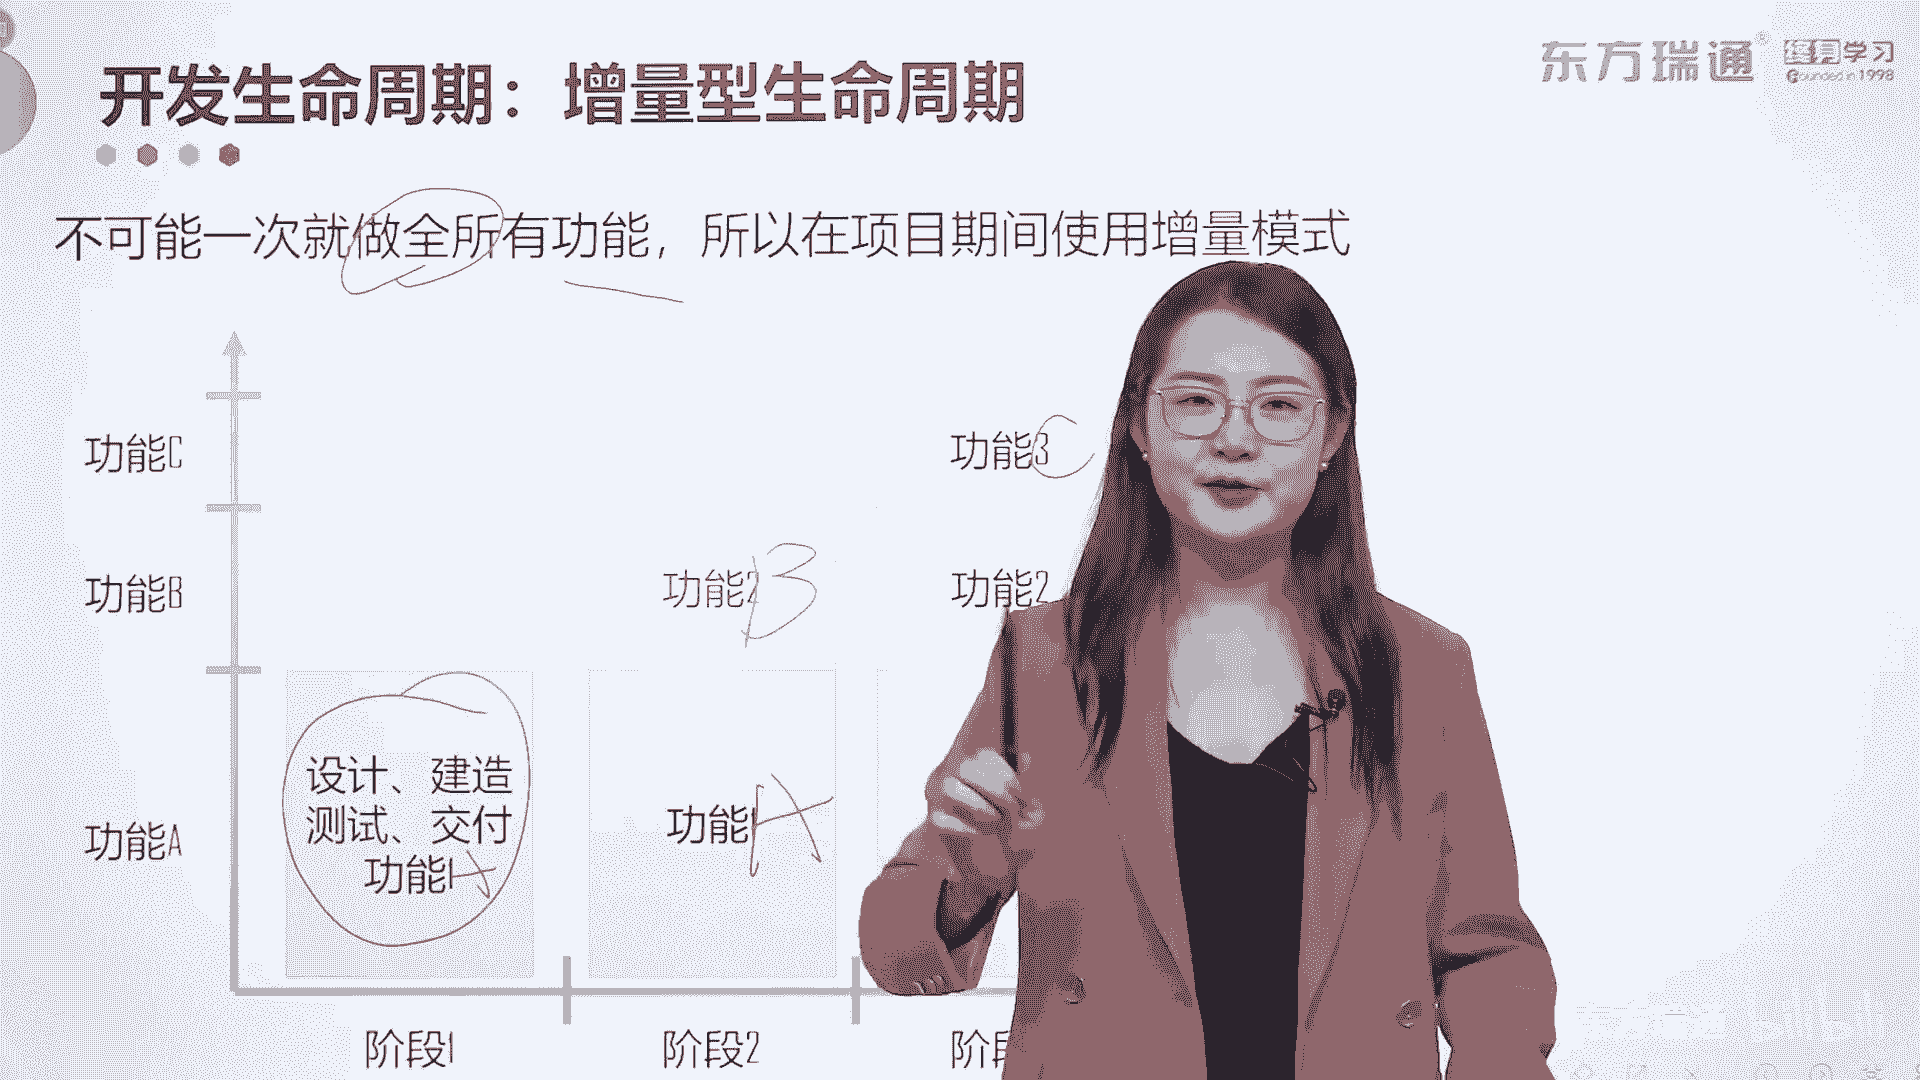 开发生命周期：增量型生命周期
东方瑞通®
终身学习
Founded in 1998
不可能一次就做全所有功能，所以在项目期间使用增量模式
功能C
功能3
C
功能B
功能2
B
功能2
功能A
设计、建造
测试、交付
功能1
A
功能1
A
阶段1
阶段2
阶段